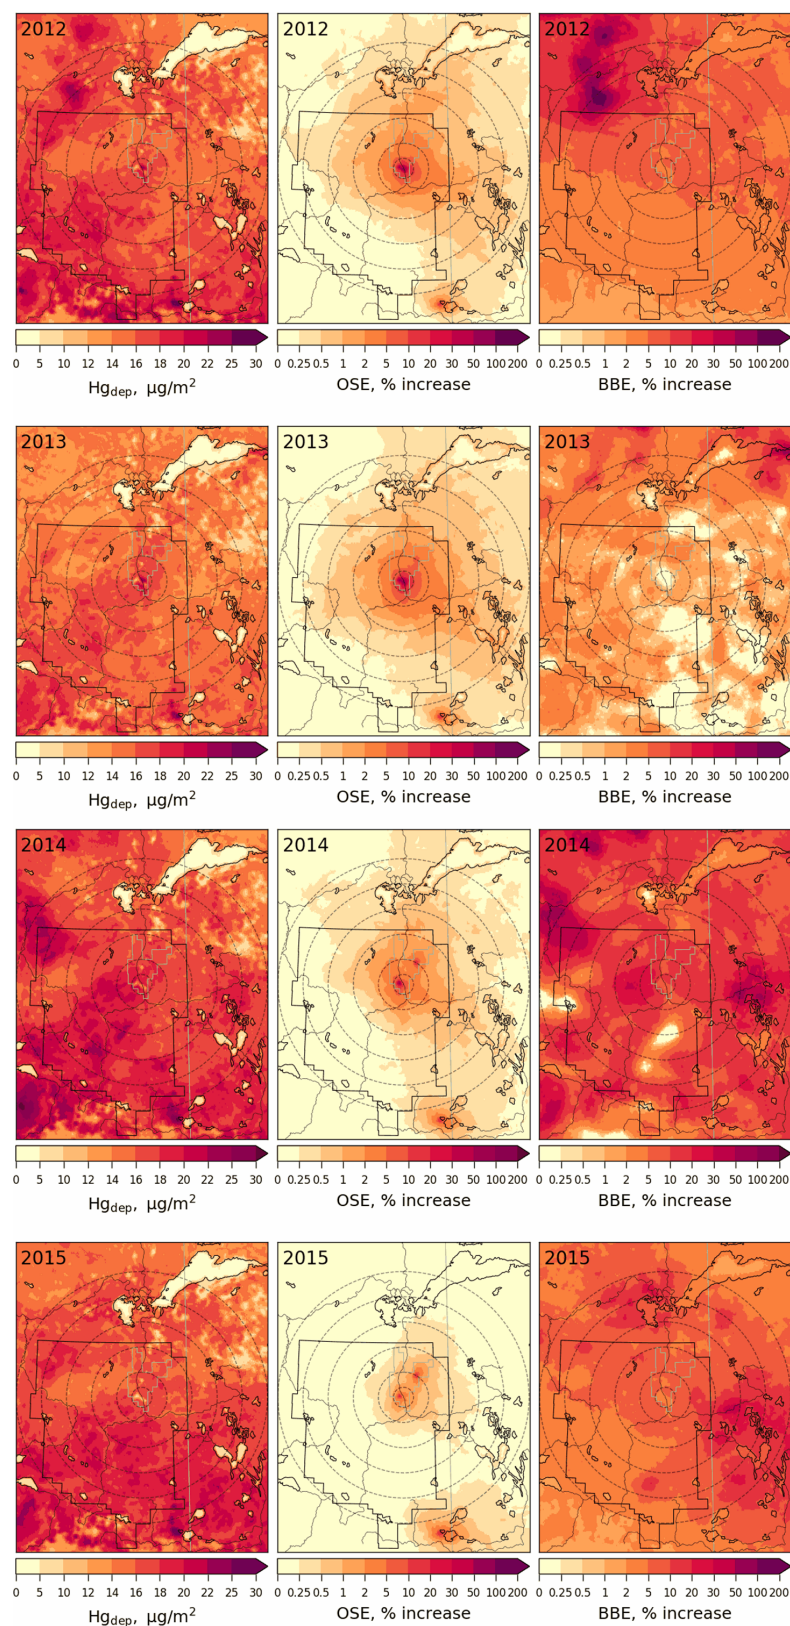 2012 2012 2012
0 5 10 12 14 16 20 22 25 30 0 0.25 0.5 1 2 5 10 20 30 50 100 200 0 0.25 0.5 1 2 5 10 20 30 50 100 200
Hgdep, µg/m² OSE, % increase BBE, % increase
2013 2013 2013
0 5 10 12 14 16 20 22 25 30 0 0.25 0.5 1 2 5 10 20 30 50 100 200 0 0.25 0.5 1 2 5 10 20 30 50 100 200
Hgdep, µg/m² OSE, % increase BBE, % increase
2014 2014 2014
0 5 10 12 14 16 20 22 25 30 0 0.25 0.5 1 2 5 10 20 30 50 100 200 0 0.25 0.5 1 2 5 10 20 30 50 100 200
Hgdep, µg/m² OSE, % increase BBE, % increase
2015 2015 2015
0 5 10 12 14 16 20 22 25 30 0 0.25 0.5 1 2 5 10 20 30 50 100 200 0 0.25 0.5 1 2 5 10 20 30 50 100 200
Hgdep, µg/m² OSE, % increase BBE, % increase